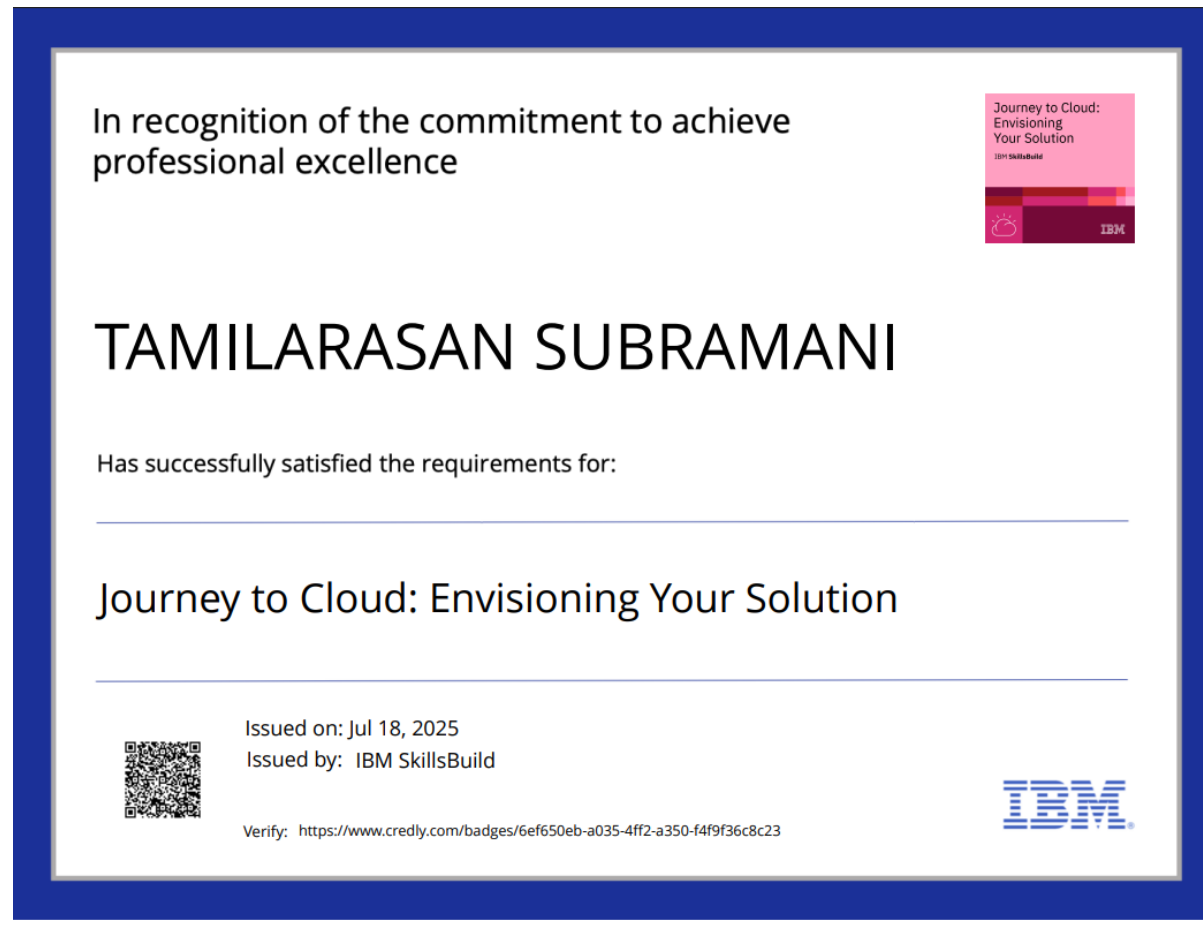 In recognition of the commitment to achieve
professional excellence
Journey to Cloud:
Envisioning
Your Solution
IBM SkillsBuild
IBM
TAMILARASAN SUBRAMANI
Has successfully satisfied the requirements for:
Journey to Cloud: Envisioning Your Solution
Issued on: Jul 18, 2025
Issued by: IBM SkillsBuild
Verify: https://www.credly.com/badges/6ef650eb-a035-4ff2-a350-f4f9f36c8c23
IBM.